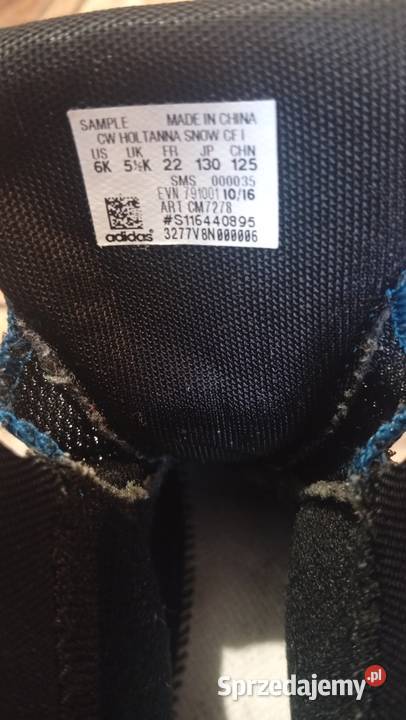 SAMPLE MADE IN CHINA
CW HOLTANNA SNOW CF I
US UK FR JP CHN
6K 5½K 22 130 125
SMS 000035
EVN 791001 10/16
ART CM7278
#S116440895
adidas 3277V8N000006
Sprzedajemy.pl